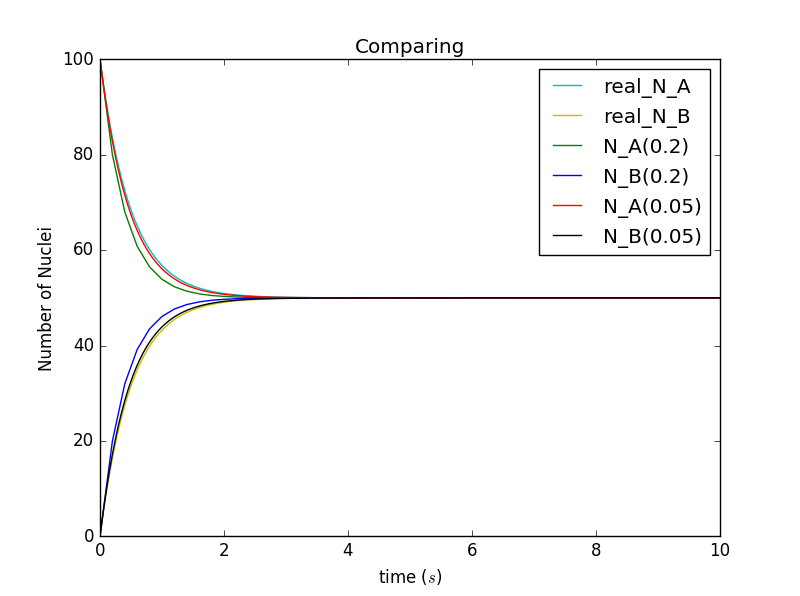 Comparing
100
80
60
40
20
0
Number of Nuclei
real_N_A
real_N_B
N_A(0.2)
N_B(0.2)
N_A(0.05)
N_B(0.05)
0 2 4 6 8 10
time (s)